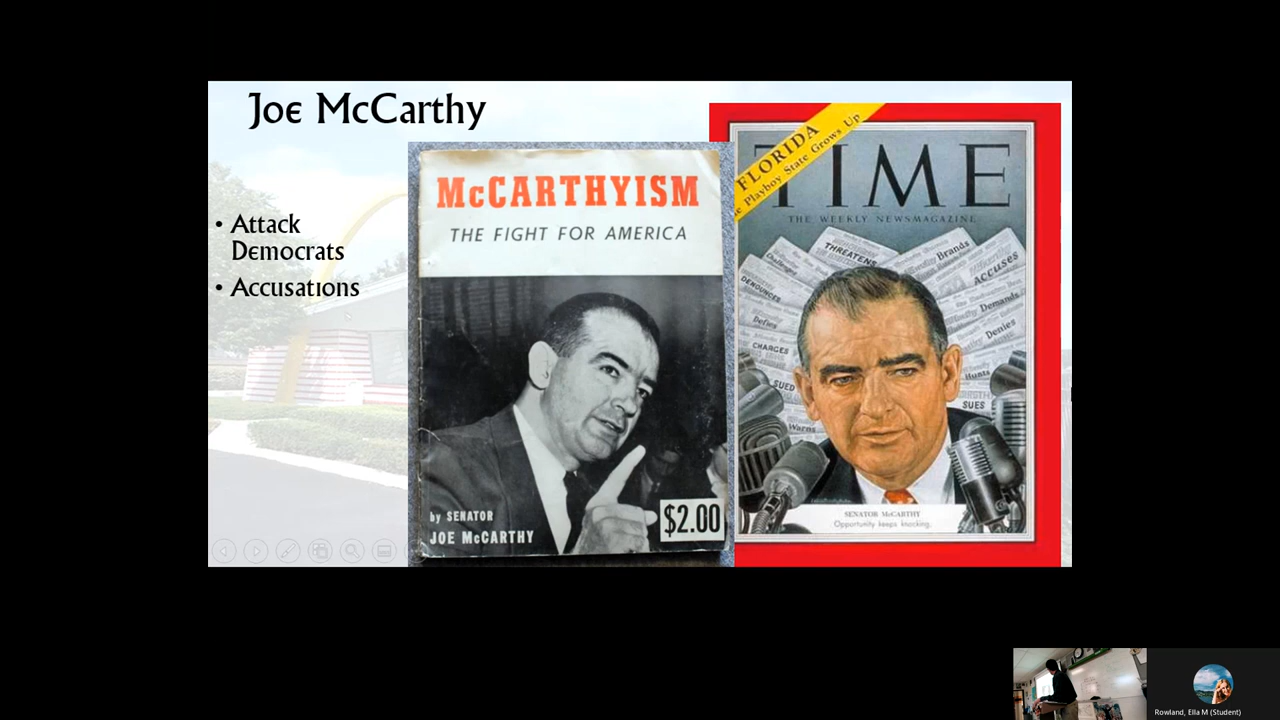 Joe McCarthy
• Attack
Democrats
• Accusations
McCARTHYISM
THE FIGHT FOR AMERICA
by SENATOR
JOE McCARTHY
$2.00
FLORIDA
Playboy State Grows Up
TIME
THE WEEKLY NEWSMAGAZINE
THREATENS
Brands
Challenges
ACCUSES
DENOUNCES
Demands
Defies
Denies
CHARGES
Hunts
SUED
SUES
Warns
SENATOR McCARTHY
Opportunity keeps knocking.
Rowland, Ella M (Student)